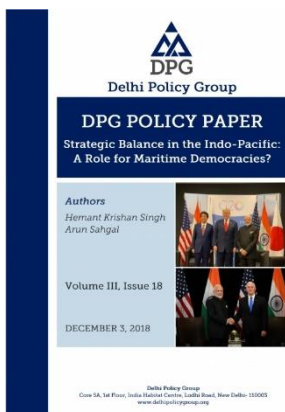 DPG
Delhi Policy Group
DPG POLICY PAPER
Strategic Balance in the Indo-Pacific:
A Role for Maritime Democracies?
Authors
Hemant Krishan Singh
Arun Sahgal
Volume III, Issue 18
DECEMBER 3, 2018
Delhi Policy Group
Core 5A, 1st Floor, India Habitat Centre, Lodhi Road, New Delhi- 110003
www.delhipolicygroup.org